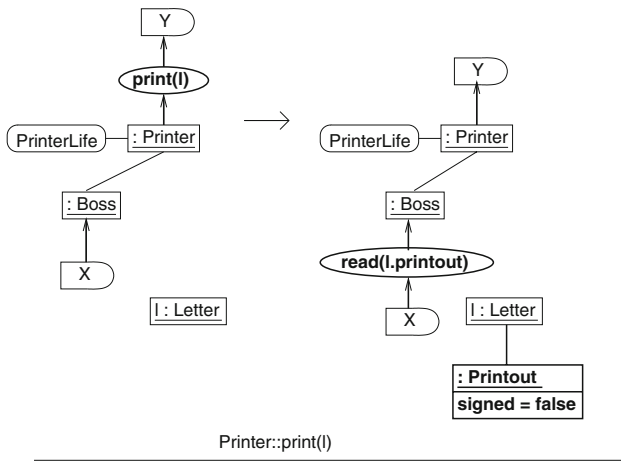 Y
print(l)
PrinterLife
: Printer
: Boss
X
l : Letter
Y
PrinterLife
: Printer
: Boss
read(l.printout)
X
l : Letter
: Printout
signed = false
Printer::print(l)